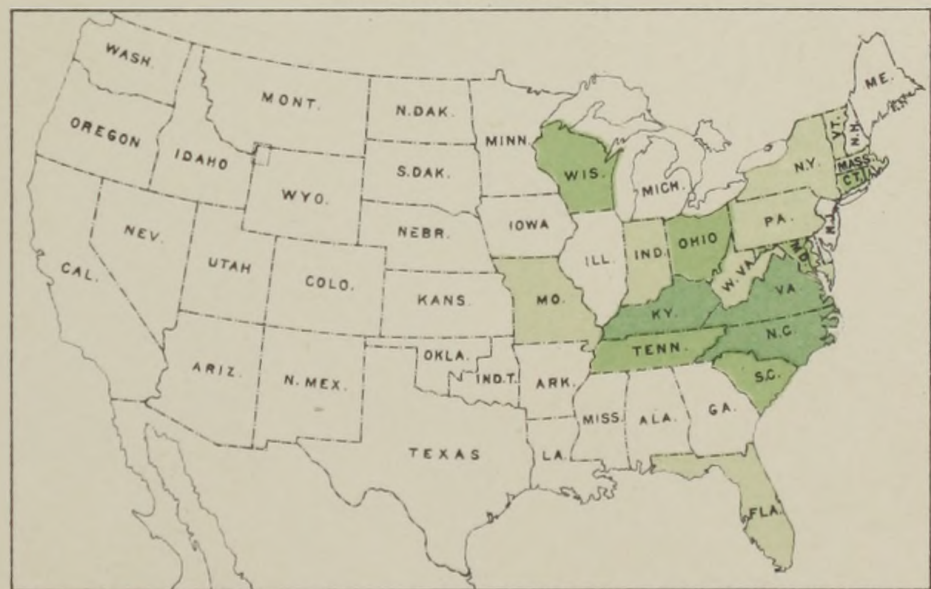 WASH
MONT.
N.DAK.
MINN.
ME.
OREGON
IDAHO
S.DAK.
WIS.
MICH.
N.Y.
VT.
N.H.
MASS.
CT.
WYO.
NEBR.
IOWA
PA.
N.J.
NEV.
UTAH
COLO.
ILL.
IND.
OHIO
W.VA.
MD.
CAL.
KANS.
MO.
KY.
VA.
ARIZ.
N.MEX.
OKLA.
IND.T.
ARK.
TENN.
N.C.
S.C.
TEXAS
LA.
MISS.
ALA.
GA.
FLA.